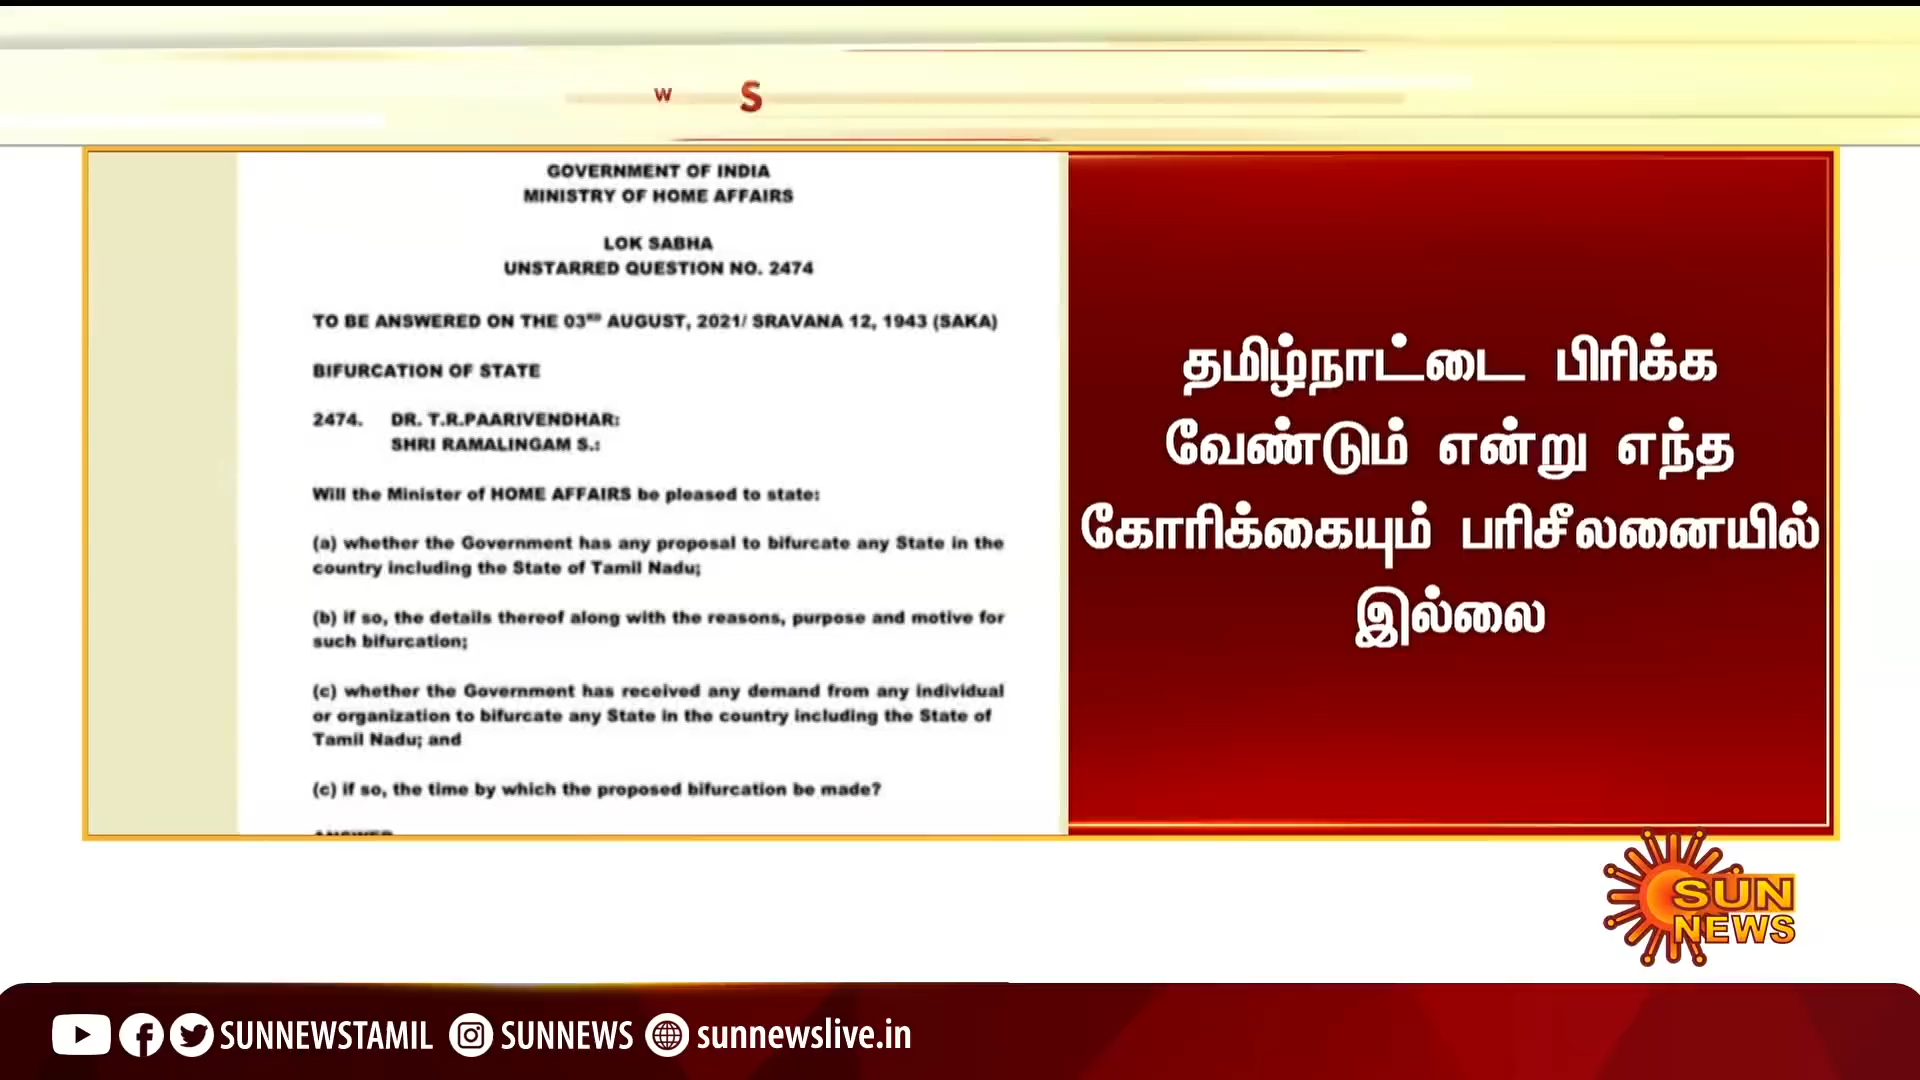 W S
GOVERNMENT OF INDIA
MINISTRY OF HOME AFFAIRS
LOK SABHA
UNSTARRED QUESTION NO. 2474
TO BE ANSWERED ON THE 03RD AUGUST, 2021/ SRAVANA 12, 1943 (SAKA)
BIFURCATION OF STATE
2474. DR. T.R.PAARIVENDHAR:
SHRI RAMALINGAM S.:
Will the Minister of HOME AFFAIRS be pleased to state:
(a) whether the Government has any proposal to bifurcate any State in the
country including the State of Tamil Nadu;
(b) if so, the details thereof along with the reasons, purpose and motive for
such bifurcation;
(c) whether the Government has received any demand from any individual
or organization to bifurcate any State in the country including the State of
Tamil Nadu; and
(c) if so, the time by which the proposed bifurcation be made?
ANSWER
தமிழ்நாட்டை பிரிக்க
வேண்டும் என்று எந்த
கோரிக்கையும் பரிசீலனையில்
இல்லை
SUN
NEWS
SUNNEWSTAMIL SUNNEWS sunnewslive.in